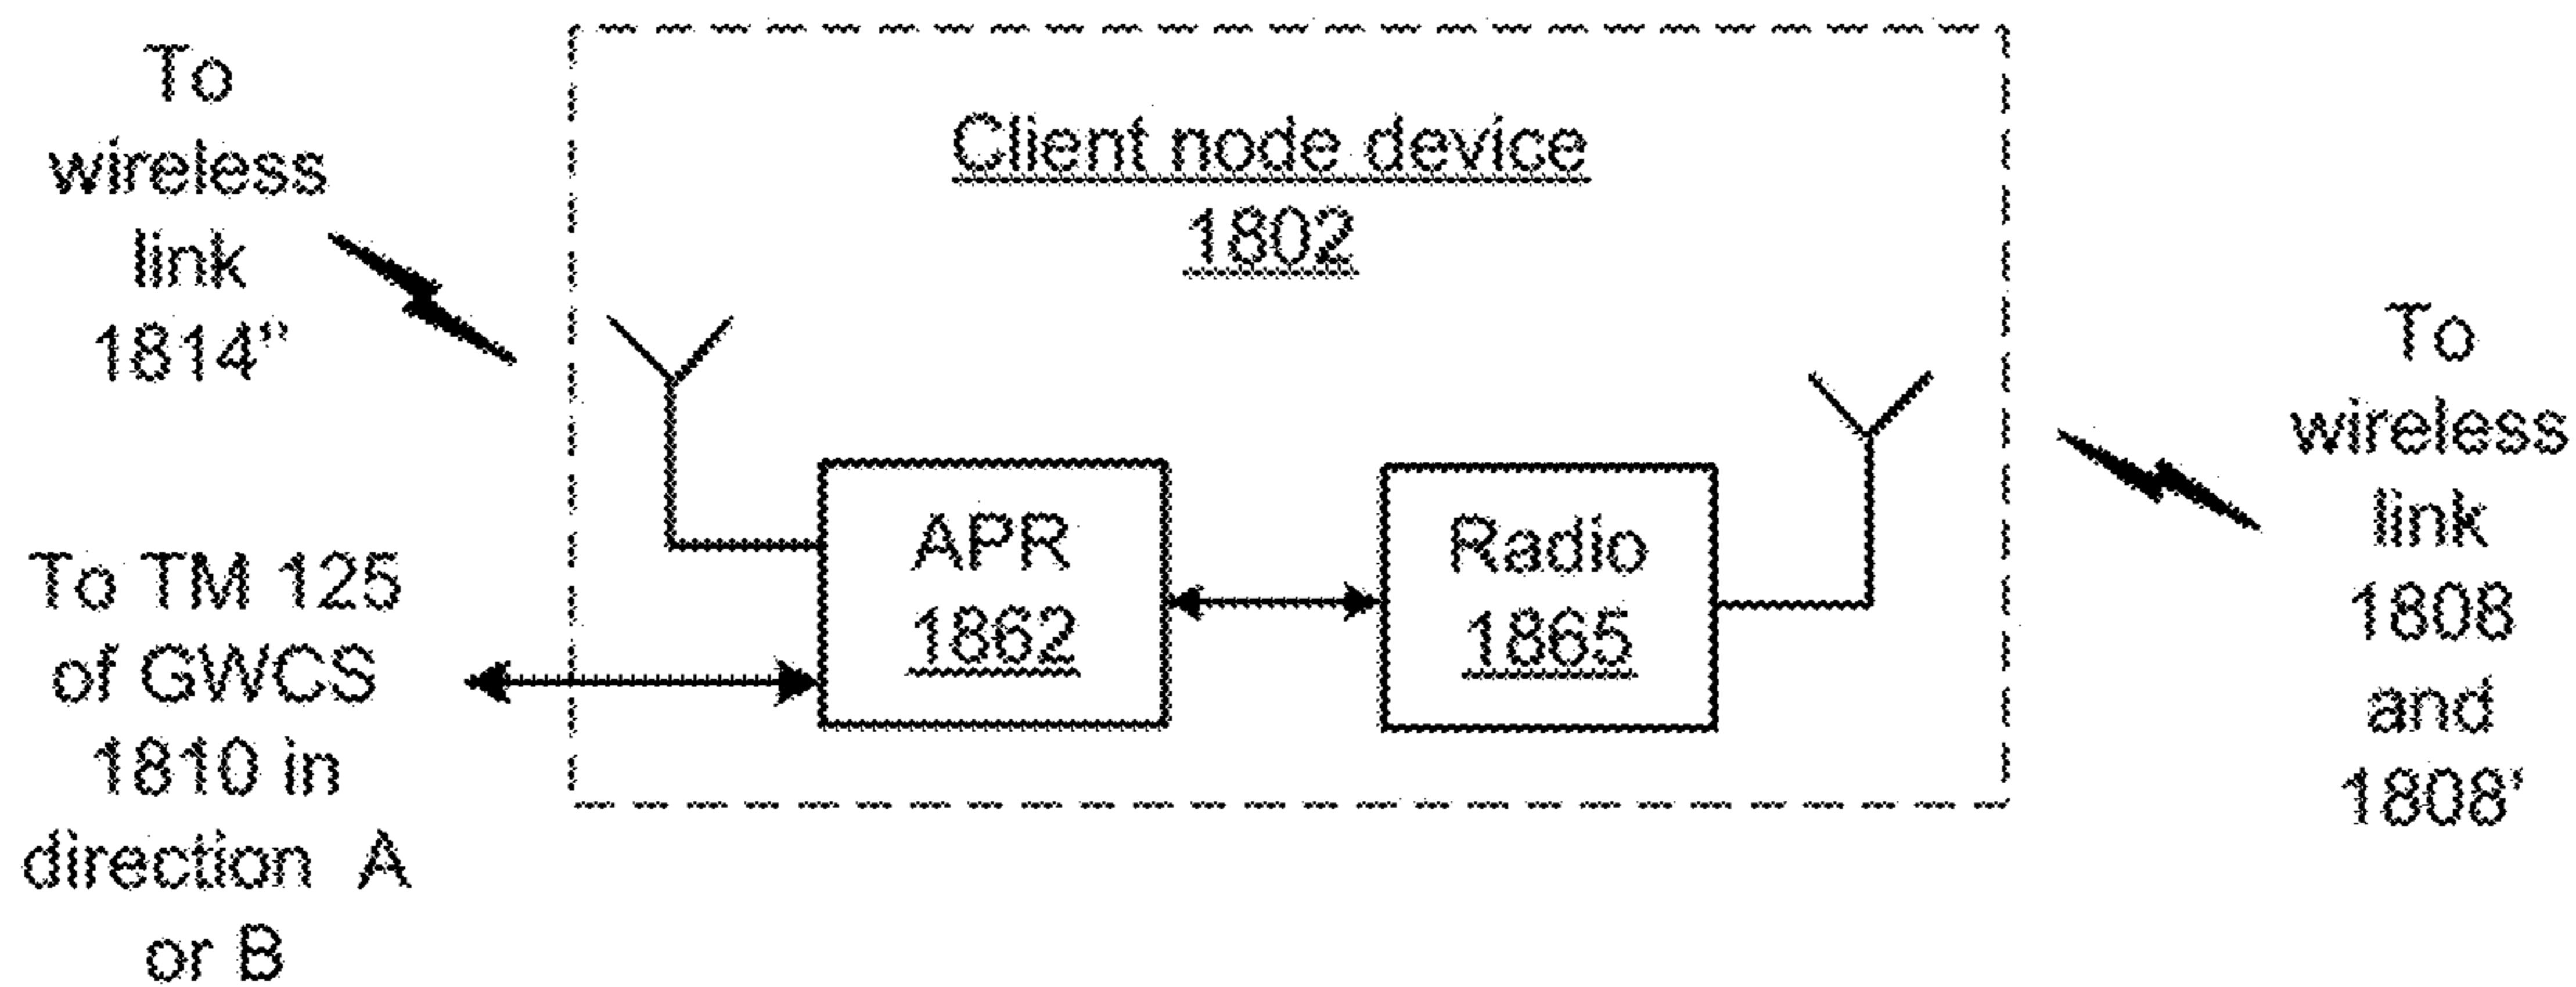 To
wireless
link
1814"
Client node device
1802
To TM 125
of GWCS
1810 in
direction A
or B
APR
1862
Radio
1865
To
wireless
link
1808
and
1808'